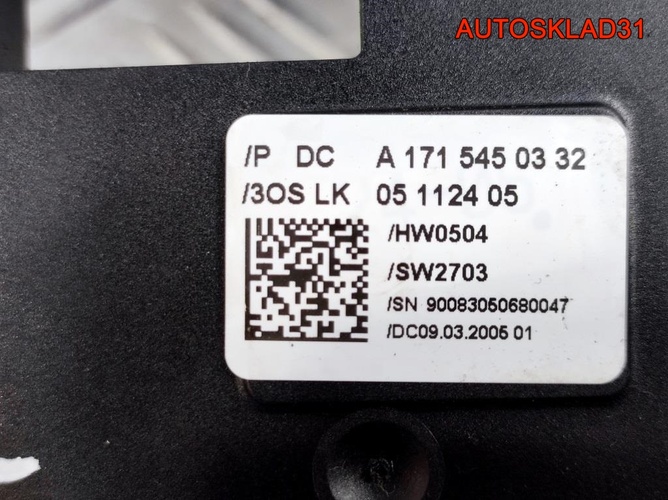 AUTOSKLAD31
/P DC A 171 545 03 32
/3OS LK 05 1124 05
/HW0504
/SW2703
/SN 90083050680047
/DC09.03.2005 01